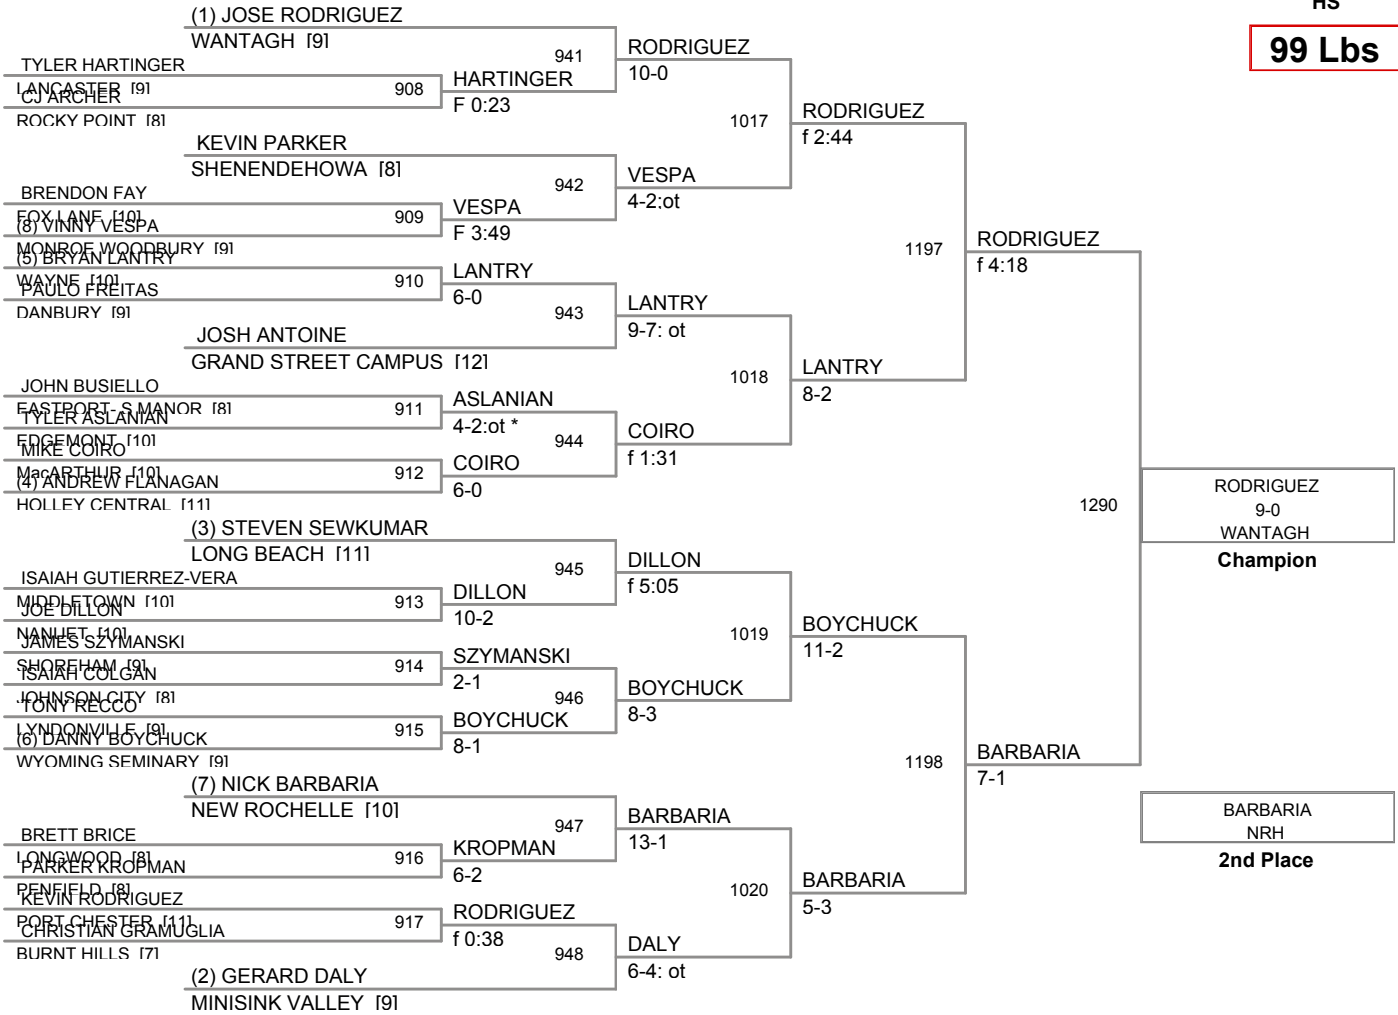 HS
99 Lbs
(1) JOSE RODRIGUEZ
WANTAGH [9]
941
RODRIGUEZ
10-0
TYLER HARTINGER
LANCASTER [9]
CJ ARCHER
ROCKY POINT [8]
908
HARTINGER
F 0:23
1017
RODRIGUEZ
f 2:44
KEVIN PARKER
SHENENDEHOWA [8]
942
VESPA
4-2:ot
BRENDON FAY
FOX LANE [10]
(8) VINNY VESPA
MONROE WOODBURY [9]
909
VESPA
F 3:49
1197
RODRIGUEZ
f 4:18
(5) BRYAN LANTRY
WAYNE [10]
PAULO FREITAS
DANBURY [9]
910
LANTRY
6-0
943
LANTRY
9-7: ot
JOSH ANTOINE
GRAND STREET CAMPUS [12]
1018
LANTRY
8-2
JOHN BUSIELLO
EASTPORT- S MANOR [8]
TYLER ASLANIAN
EDGEMONT [10]
911
ASLANIAN
4-2:ot *
944
COIRO
f 1:31
MIKE COIRO
MacARTHUR [10]
(4) ANDREW FLANAGAN
HOLLEY CENTRAL [11]
912
COIRO
6-0
1290
RODRIGUEZ
9-0
WANTAGH
Champion
(3) STEVEN SEWKUMAR
LONG BEACH [11]
945
DILLON
f 5:05
ISAIAH GUTIERREZ-VERA
MIDDLETOWN [10]
JOE DILLON
NANUET [10]
913
DILLON
10-2
1019
BOYCHUCK
11-2
JAMES SZYMANSKI
SHOREHAM [9]
ISAIAH COLGAN
JOHNSON CITY [8]
914
SZYMANSKI
2-1
946
BOYCHUCK
8-3
TONY RECCO
LYNDONVILLE [9]
(6) DANNY BOYCHUCK
WYOMING SEMINARY [9]
915
BOYCHUCK
8-1
1198
BARBARIA
7-1
(7) NICK BARBARIA
NEW ROCHELLE [10]
947
BARBARIA
13-1
BARBARIA
NRH
2nd Place
BRETT BRICE
LONGWOOD [8]
PARKER KROPMAN
PENFIELD [8]
916
KROPMAN
6-2
1020
BARBARIA
5-3
KEVIN RODRIGUEZ
PORT CHESTER [11]
CHRISTIAN GRAMUGLIA
BURNT HILLS [7]
917
RODRIGUEZ
f 0:38
948
DALY
6-4: ot
(2) GERARD DALY
MINISINK VALLEY [9]